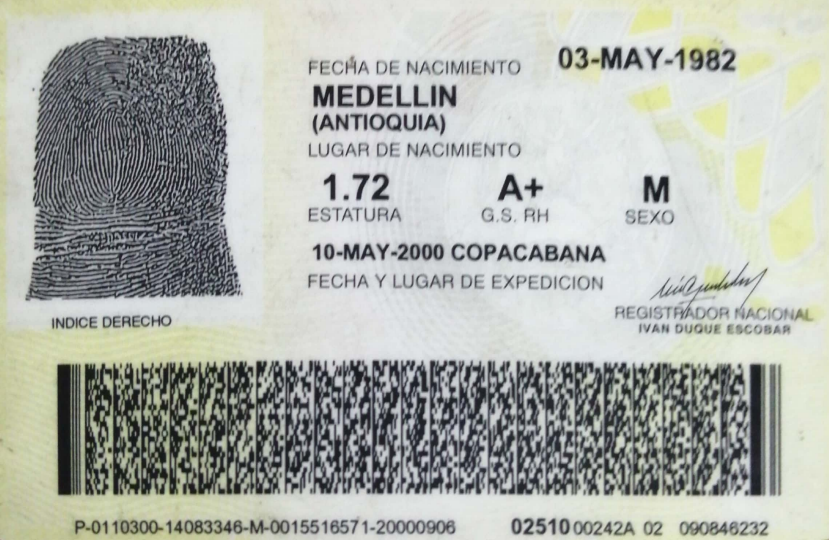 03-MAY-1982
FECHA DE NACIMIENTO
MEDELLIN
(ANTIOQUIA)
LUGAR DE NACIMIENTO
1.72 A+ M
ESTATURA G.S. RH SEXO
10-MAY-2000 COPACABANA
FECHA Y LUGAR DE EXPEDICION
REGISTRADOR NACIONAL
IVAN DUQUE ESCOBAR
INDICE DERECHO
P-0110300-14083346-M-0015516571-20000906 02510 00242A 02 090846232